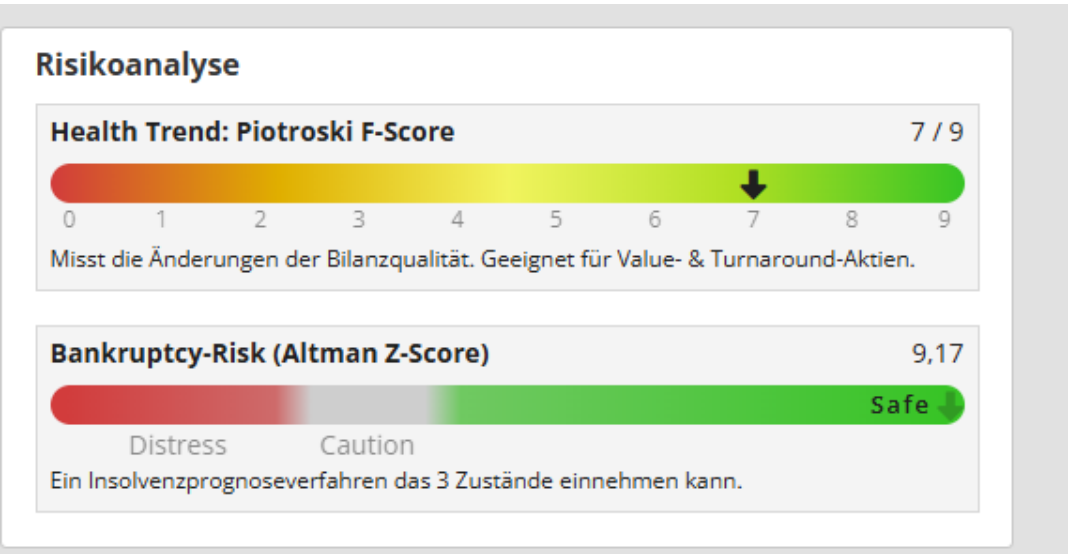 Risikoanalyse
Health Trend: Piotroski F-Score 7 / 9
0 1 2 3 4 5 6 7 8 9
Misst die Änderungen der Bilanzqualität. Geeignet für Value- & Turnaround-Aktien.
Bankruptcy-Risk (Altman Z-Score) 9,17
Safe
Distress Caution
Ein Insolvenzprognoseverfahren das 3 Zustände einnehmen kann.